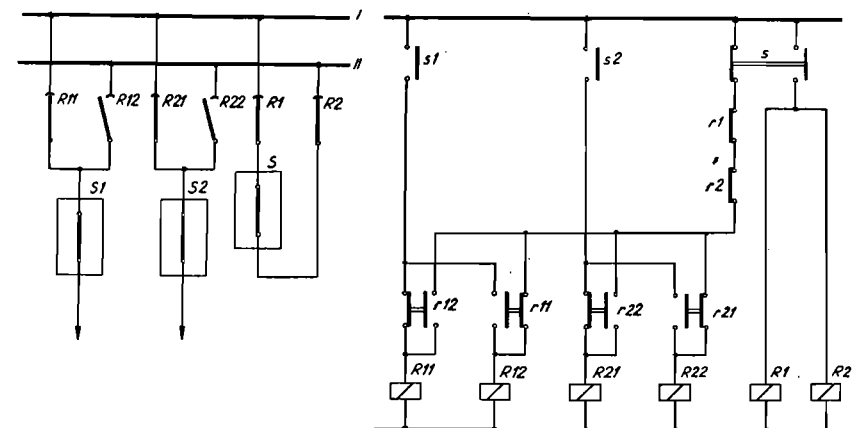 I
II
R11 R12 R21 R22 R1 R2
S1 S2 S
s1 s2 s
r1
r2
r12 r11 r22 r21
R11 R12 R21 R22 R1 R2